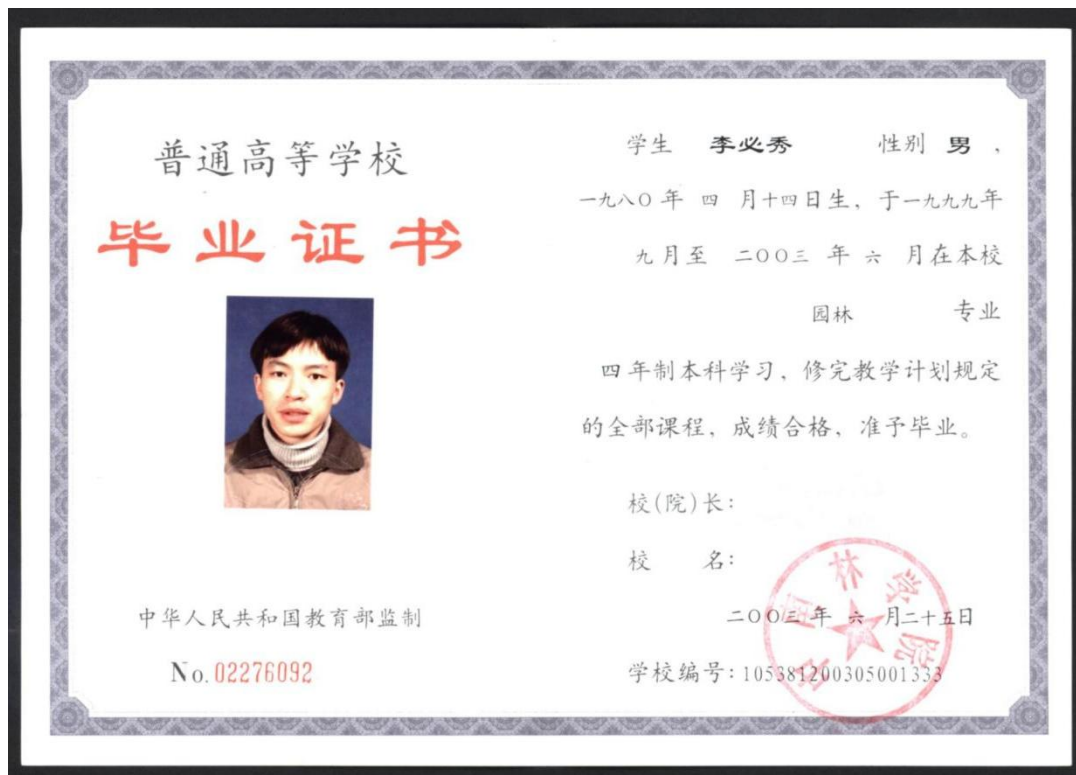 普通高等学校
毕业证书
中华人民共和国教育部监制
No.02276092
学生 李必秀 性别 男，
一九八〇年 四 月十四日生，于一九九九年
九月至 二〇〇三 年 六 月在本校
园林 专业
四年制本科学习，修完教学计划规定
的全部课程，成绩合格，准予毕业。
校(院)长：
校 名：
二〇〇三年 六 月二十五日
学校编号：105381200305001333
林学院